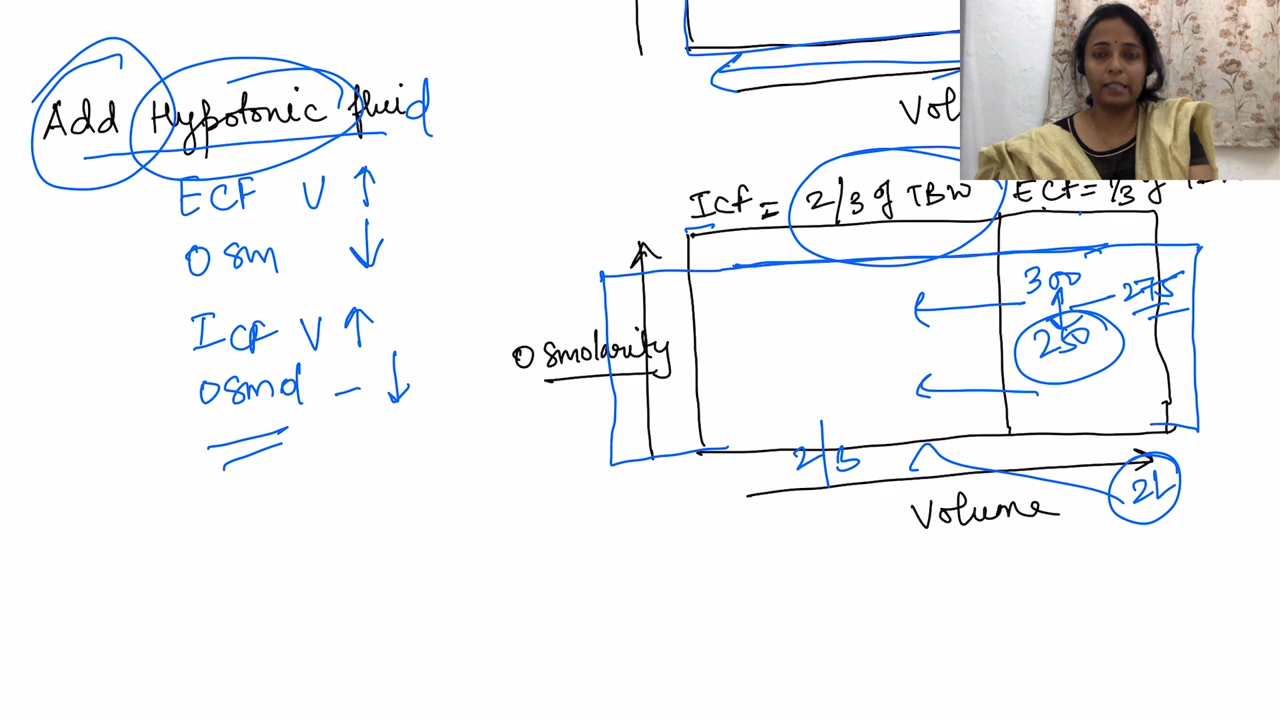 Add Hypotonic fluid
ECF V ↑
Osm ↓
Icf V ↑
osmol – ↓
Volu
Icf = 2/3 of TBW
ECF = 1/3 of
Osmolarity
300
275
250
2/3
2L
Volume